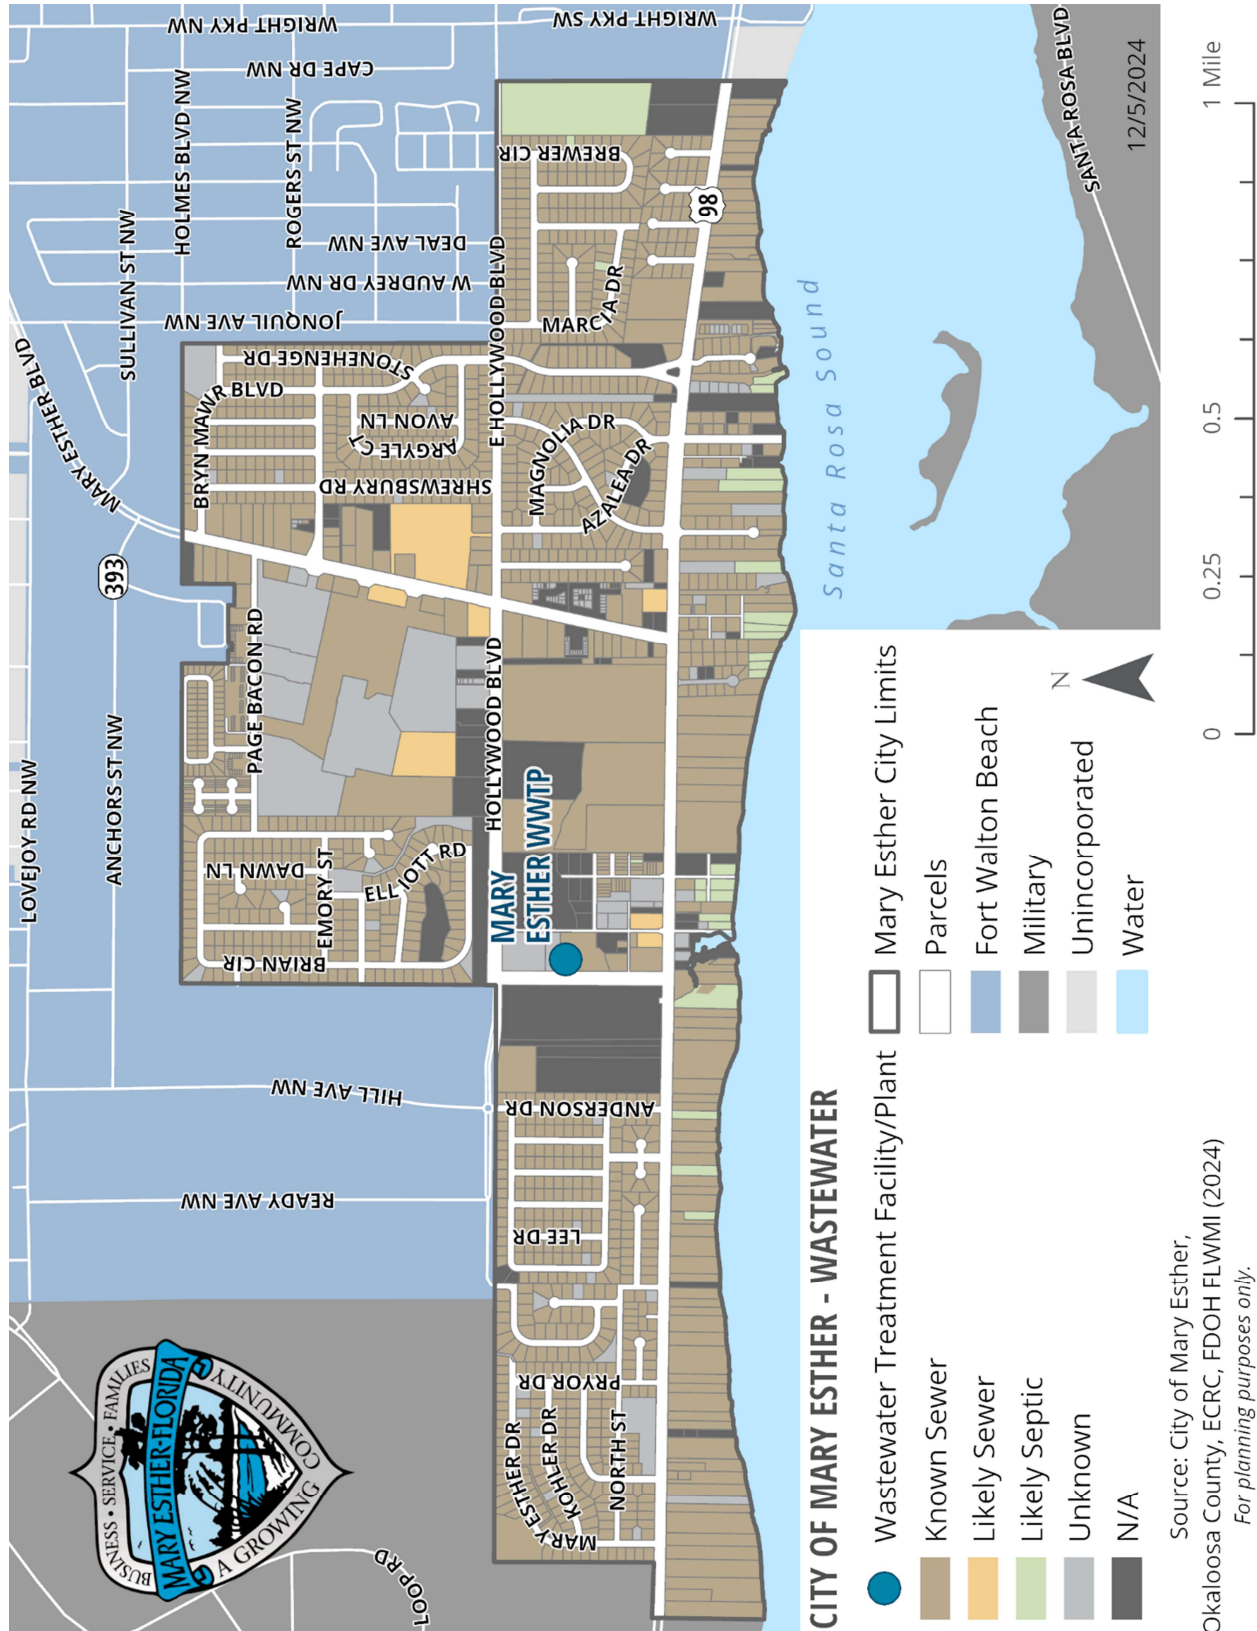 BUSINESS • SERVICE • FAMILIES
MARY ESTHER-FLORIDA
A GROWING COMMUNITY
LOOP RD
LOVEJOY RD NW
ANCHORS ST NW
READY AVE NW
HILL AVE NW
393
MARY ESTHER BLVD
SULLIVAN ST NW
HOLMES BLVD NW
ROGERS ST NW
WRIGHT PKY NW
WRIGHT PKY SW
CAPE DR NW
DEAL AVE NW
W AUDREY DR NW
JONQUIL AVE NW
STONEHENGE DR
BRYN MAWR BLVD
AVON LN
ARGYLE CT
SHREWSBURY RD
PAGE BACON RD
DAWN LN
EMORY ST
ELLIOTT RD
BRIAN CIR
HOLLYWOOD BLVD
E HOLLYWOOD BLVD
MARY
ESTHER WWTP
BREWER CIR
MARCIA DR
MAGNOLIA DR
AZALEA DR
98
ANDERSON DR
LEE DR
PRYOR DR
MARY ESTHER DR
KOHLER DR
NORTH ST
Santa Rosa Sound
SANTA ROSA BLVD
12/5/2024
CITY OF MARY ESTHER - WASTEWATER
Wastewater Treatment Facility/Plant
Known Sewer
Likely Sewer
Likely Septic
Unknown
N/A
Mary Esther City Limits
Parcels
Fort Walton Beach
Military
Unincorporated
Water
N
0
0.25
0.5
1 Mile
Source: City of Mary Esther,
Okaloosa County, ECRC, FDOH FLWMI (2024)
For planning purposes only.